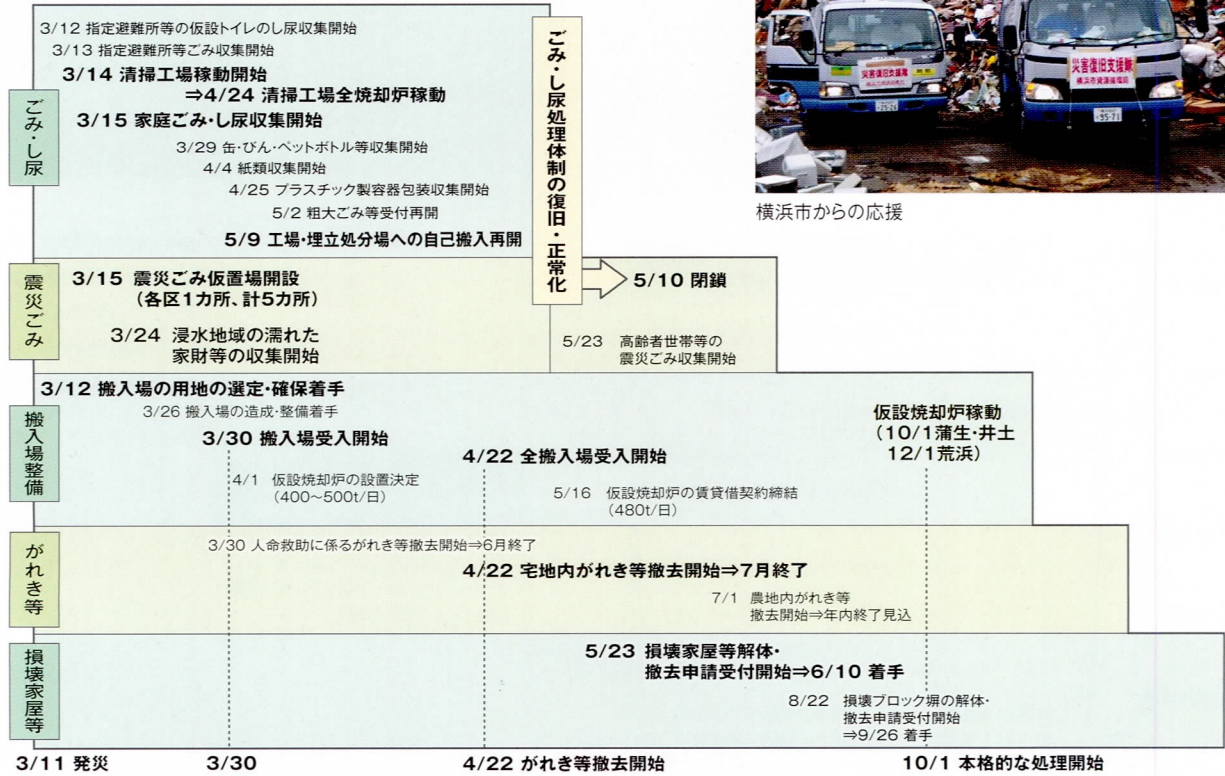 3/12 指定避難所等の仮設トイレのし尿収集開始
3/13 指定避難所等ごみ収集開始
3/14 清掃工場稼動開始
⇒4/24 清掃工場全焼却炉稼動
3/15 家庭ごみ・し尿収集開始
3/29 缶・びん・ペットボトル等収集開始
4/4 紙類収集開始
4/25 プラスチック製容器包装収集開始
5/2 粗大ごみ等受付再開
5/9 工場・埋立処分場への自己搬入再開
ごみ・し尿
ごみ・し尿処理体制の復旧・正常化
災害復旧支援隊
25-26
災害復旧支援隊
横浜市資源循環局
95-71
横浜市からの応援
震災ごみ
3/15 震災ごみ仮置場開設
(各区1カ所、計5カ所)
5/10 閉鎖
3/24 浸水地域の濡れた
家財等の収集開始
5/23 高齢者世帯等の
震災ごみ収集開始
搬入場整備
3/12 搬入場の用地の選定・確保着手
3/26 搬入場の造成・整備着手
3/30 搬入場受入開始
4/1 仮設焼却炉の設置決定
(400〜500t/日)
4/22 全搬入場受入開始
5/16 仮設焼却炉の賃貸借契約締結
(480t/日)
仮設焼却炉稼動
(10/1蒲生・井土
12/1荒浜)
がれき等
3/30 人命救助に係るがれき等撤去開始⇒6月終了
4/22 宅地内がれき等撤去開始⇒7月終了
7/1 農地内がれき等
撤去開始⇒年内終了見込
損壊家屋等
5/23 損壊家屋等解体・
撤去申請受付開始⇒6/10 着手
8/22 損壊ブロック塀の解体・
撤去申請受付開始
⇒9/26 着手
3/11 発災
3/30
4/22 がれき等撤去開始
10/1 本格的な処理開始